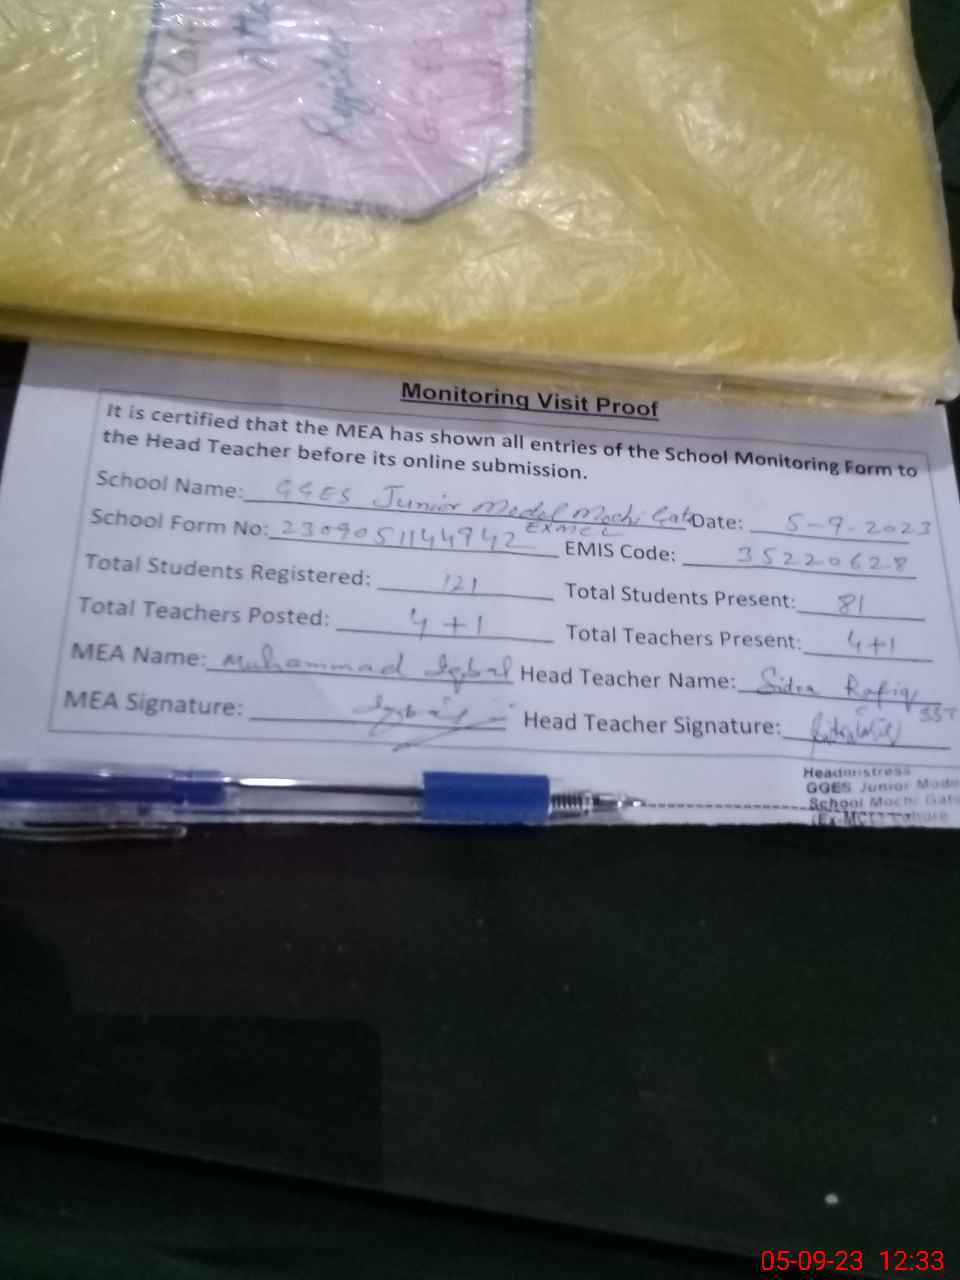 Monitoring Visit Proof
It is certified that the MEA has shown all entries of the School Monitoring Form to
the Head Teacher before its online submission.
School Name: GGES Junior Model Mochi Gate Date: 5-9-2023
EXMCL
School Form No: 2309051144942 EMIS Code: 35220628
Total Students Registered: 121 Total Students Present: 81
Total Teachers Posted: 4+1 Total Teachers Present: 4+1
MEA Name: Muhammad Iqbal Head Teacher Name: Sidra Rafiq SST
MEA Signature: Head Teacher Signature:
Headmistress
GGES Junior Mode
School Mochi Gate
05-09-23 12:33